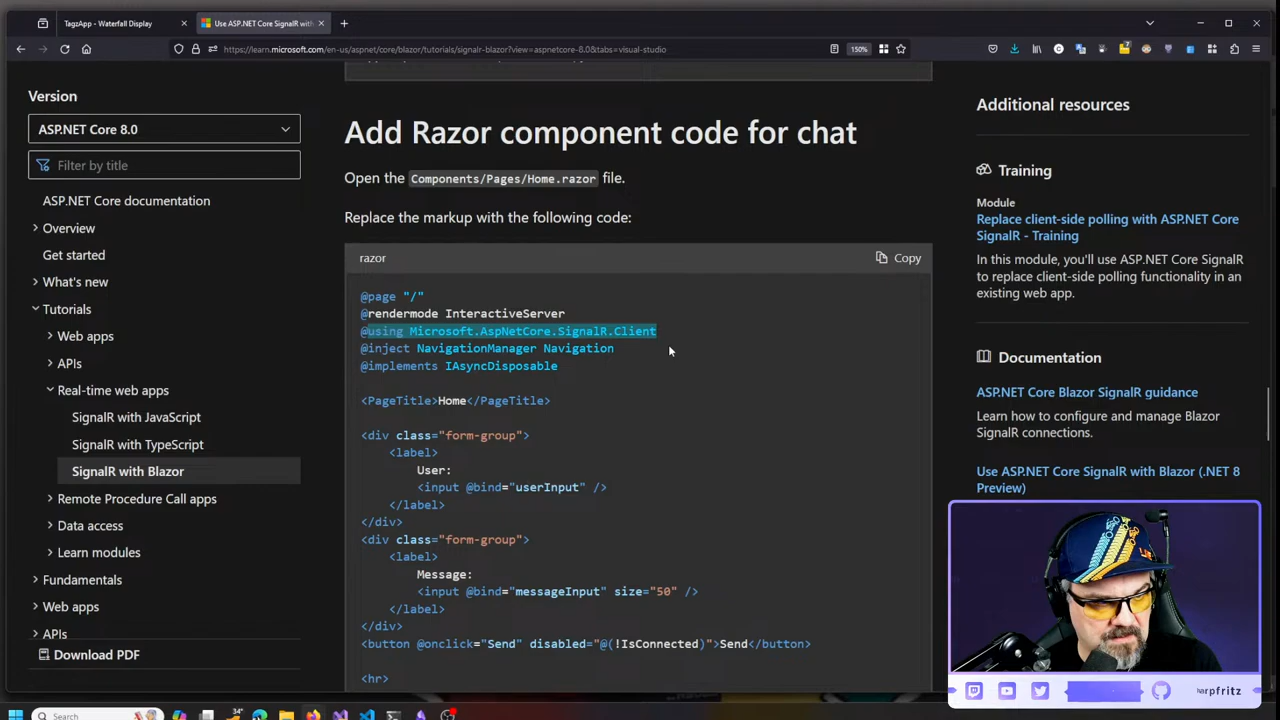 TagzApp - Waterfall Display
Use ASP.NET Core SignalR with
https://learn.microsoft.com/en-us/aspnet/core/blazor/tutorials/signalr-blazor?view=aspnetcore-8.0&tabs=visual-studio
150%
Version
ASP.NET Core 8.0
Filter by title
ASP.NET Core documentation
Overview
Get started
What's new
Tutorials
Web apps
APIs
Real-time web apps
SignalR with JavaScript
SignalR with TypeScript
SignalR with Blazor
Remote Procedure Call apps
Data access
Learn modules
Fundamentals
Web apps
APIs
Download PDF
Add Razor component code for chat
Open the Components/Pages/Home.razor file.
Replace the markup with the following code:
razor
Copy
@page "/"
@rendermode InteractiveServer
@using Microsoft.AspNetCore.SignalR.Client
@inject NavigationManager Navigation
@implements IAsyncDisposable
<PageTitle>Home</PageTitle>
<div class="form-group">
<label>
User:
<input @bind="userInput" />
</label>
</div>
<div class="form-group">
<label>
Message:
<input @bind="messageInput" size="50" />
</label>
</div>
<button @onclick="Send" disabled="@(!IsConnected)">Send</button>
<hr>
Additional resources
Training
Module
Replace client-side polling with ASP.NET Core
SignalR - Training
In this module, you'll use ASP.NET Core SignalR
to replace client-side polling functionality in an
existing web app.
Documentation
ASP.NET Core Blazor SignalR guidance
Learn how to configure and manage Blazor
SignalR connections.
Use ASP.NET Core SignalR with Blazor (.NET 8
Preview)
Search
34°